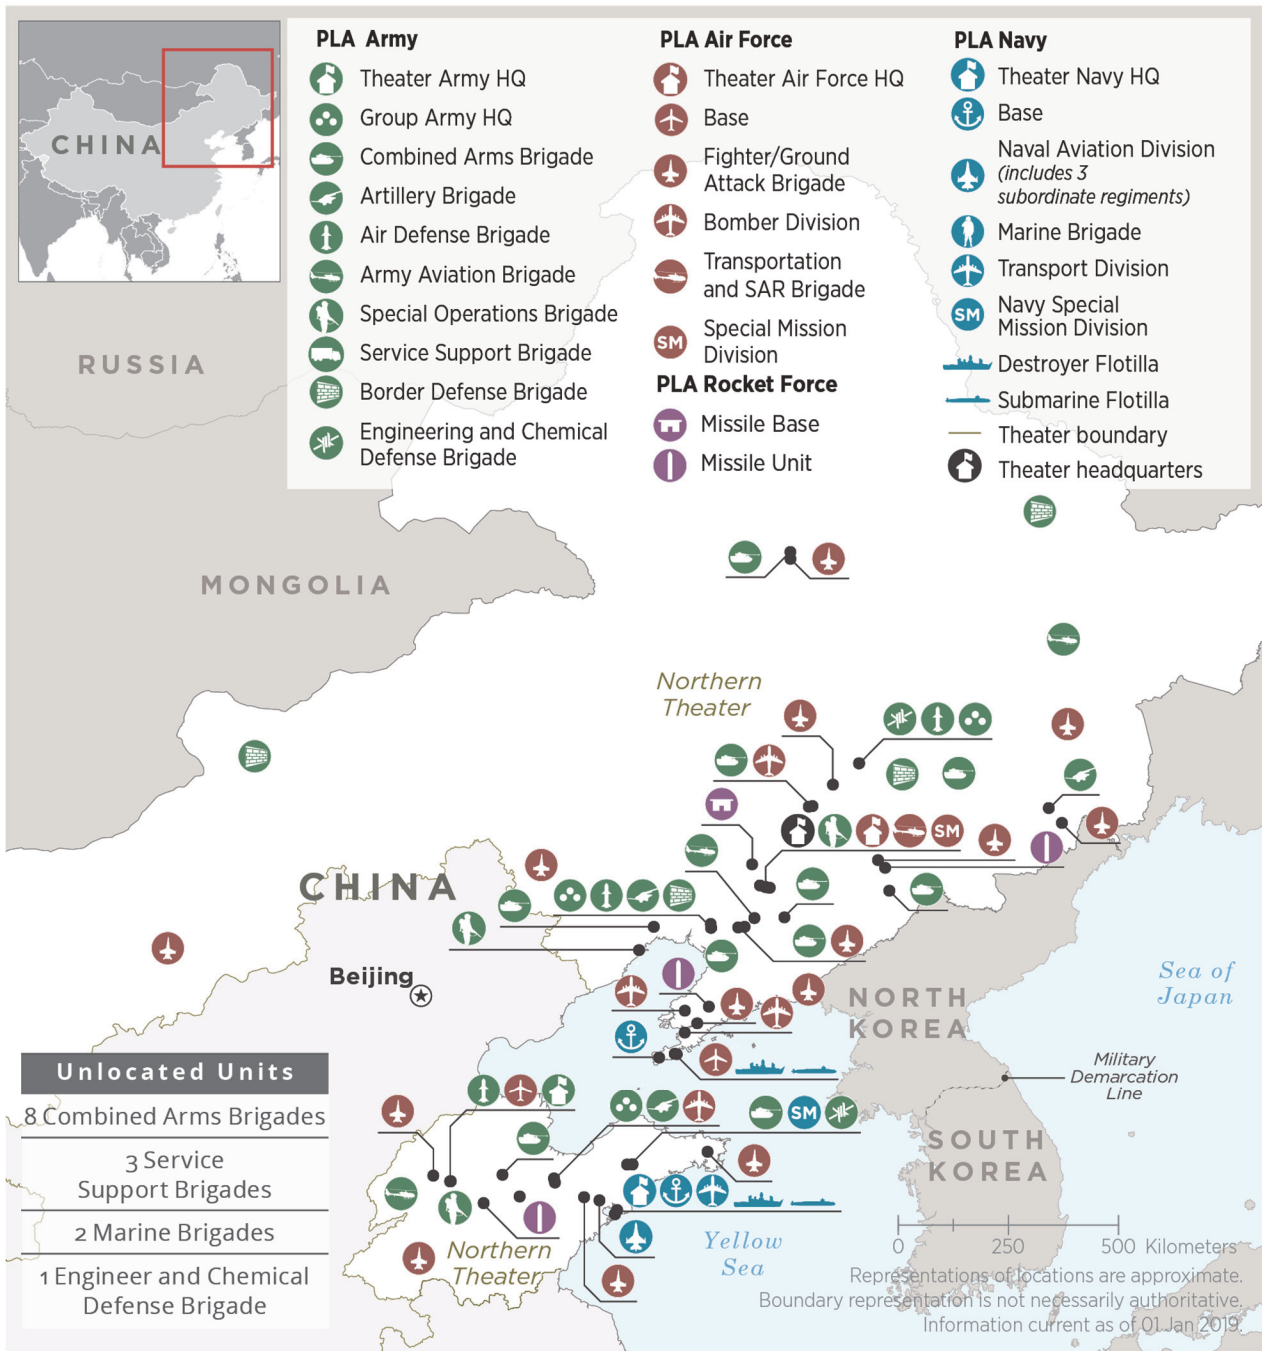 CHINA
PLA Army
Theater Army HQ
Group Army HQ
Combined Arms Brigade
Artillery Brigade
Air Defense Brigade
Army Aviation Brigade
Special Operations Brigade
Service Support Brigade
Border Defense Brigade
Engineering and Chemical
Defense Brigade
PLA Air Force
Theater Air Force HQ
Base
Fighter/Ground
Attack Brigade
Bomber Division
Transportation
and SAR Brigade
SM
Special Mission
Division
PLA Rocket Force
Missile Base
Missile Unit
PLA Navy
Theater Navy HQ
Base
Naval Aviation Division
(includes 3
subordinate regiments)
Marine Brigade
Transport Division
SM
Navy Special
Mission Division
Destroyer Flotilla
Submarine Flotilla
Theater boundary
Theater headquarters
RUSSIA
MONGOLIA
Northern
Theater
SM
CHINA
Beijing
NORTH
KOREA
Sea of
Japan
Military
Demarcation
Line
SM
SOUTH
KOREA
Northern
Theater
Yellow
Sea
Unlocated Units
8 Combined Arms Brigades
3 Service
Support Brigades
2 Marine Brigades
1 Engineer and Chemical
Defense Brigade
0 250 500 Kilometers
Representations of locations are approximate.
Boundary representation is not necessarily authoritative.
Information current as of 01 Jan 2019.